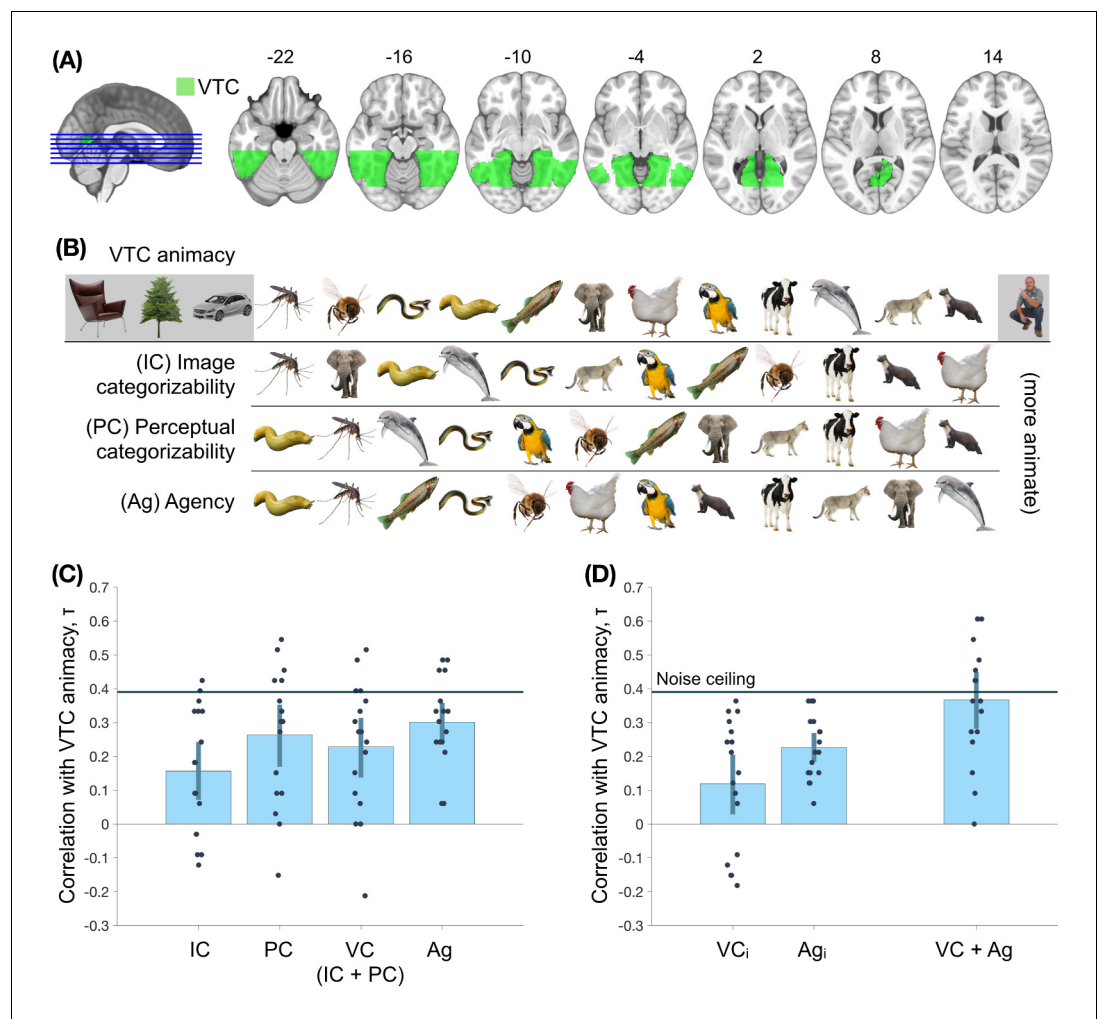 (A)
VTC
-22 -16 -10 -4 2 8 14
(B)
VTC animacy
(IC) Image
categorizability
(PC) Perceptual
categorizability
(Ag) Agency
(more animate)
(C)
Correlation with VTC animacy, τ
0.7
0.6
0.5
0.4
0.3
0.2
0.1
0
-0.1
-0.2
-0.3
IC PC VC Ag
(IC + PC)
(D)
Correlation with VTC animacy, τ
0.7
0.6
0.5
0.4
0.3
0.2
0.1
0
-0.1
-0.2
-0.3
Noise ceiling
VCᵢ Agᵢ VC + Ag